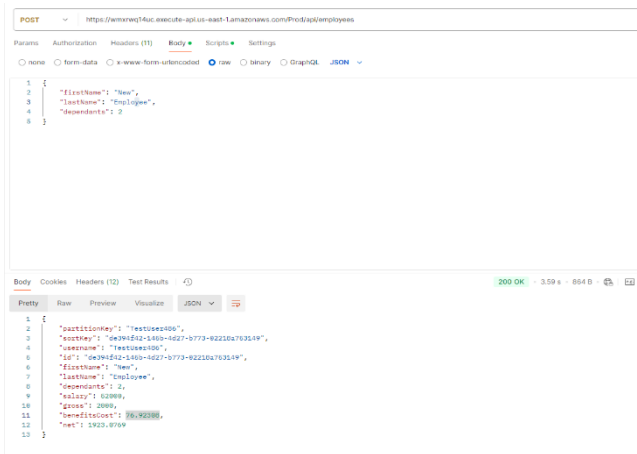 POST https://wmxrwq14uc.execute-api.us-east-1.amazonaws.com/Prod/api/employees
Params Authorization Headers (11) Body Scripts Settings
none form-data x-www-form-urlencoded raw binary GraphQL JSON
1 {
2 "firstName": "New",
3 "lastName": "Employee",
4 "dependants": 2
5 }
Body Cookies Headers (12) Test Results 200 OK 3.59 s 864 B
Pretty Raw Preview Visualize JSON
1 {
2 "partitionKey": "TestUser486",
3 "sortKey": "de394f42-146b-4d27-b773-02210a763149",
4 "username": "TestUser486",
5 "id": "de394f42-146b-4d27-b773-02210a763149",
6 "firstName": "New",
7 "lastName": "Employee",
8 "dependants": 2,
9 "salary": 52000,
10 "gross": 2000,
11 "benefitsCost": 76.92308,
12 "net": 1923.0769
13 }